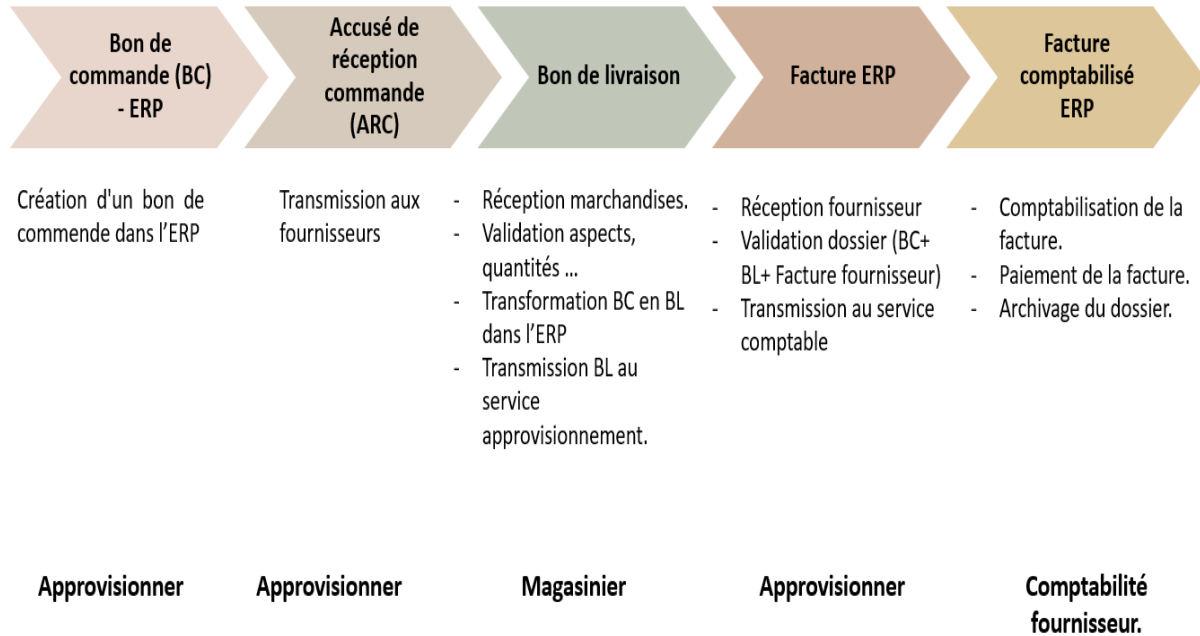 Bon de
commande (BC)
- ERP
Accusé de
réception
commande
(ARC)
Bon de livraison
Facture ERP
Facture
comptabilisé
ERP
Création d'un bon de
commende dans l'ERP
Transmission aux
fournisseurs
- Réception marchandises.
- Validation aspects,
quantités ...
- Transformation BC en BL
dans l'ERP
- Transmission BL au
service
approvisionnement.
- Réception fournisseur
- Validation dossier (BC+
BL+ Facture fournisseur)
- Transmission au service
comptable
- Comptabilisation de la
facture.
- Paiement de la facture.
- Archivage du dossier.
Approvisionner
Approvisionner
Magasinier
Approvisionner
Comptabilité
fournisseur.